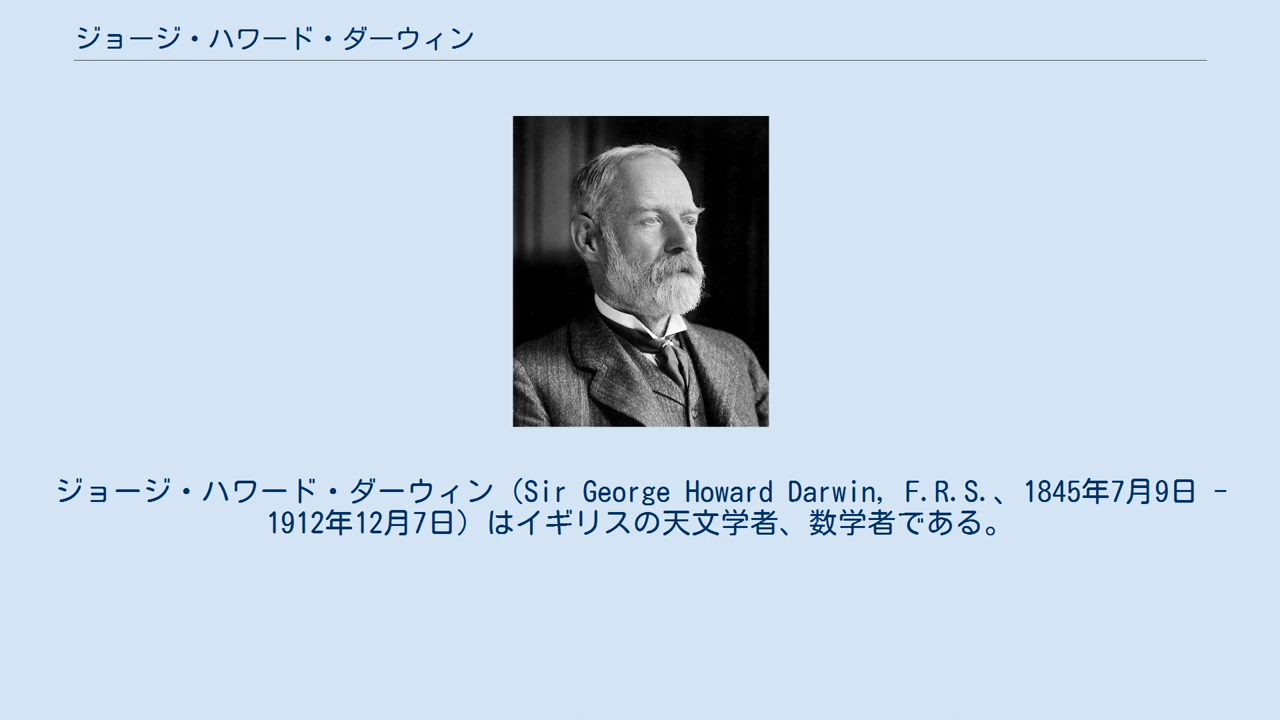 ジョージ・ハワード・ダーウィン
ジョージ・ハワード・ダーウィン（Sir George Howard Darwin, F.R.S.、1845年7月9日 -
1912年12月7日）はイギリスの天文学者、数学者である。